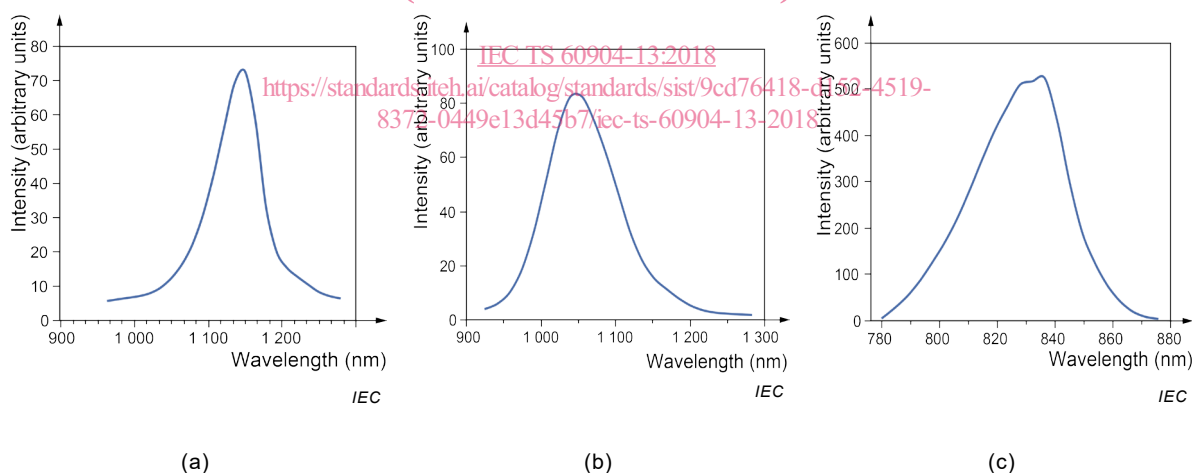 IEC TS 60904-13:2018
https://standards.iteh.ai/catalog/standards/sist/9cd76418-d152-4519-
8372-0449e13d45b7/iec-ts-60904-13-2018
Intensity (arbitrary units)
80
70
60
50
40
30
20
10
0
900
1 000
1 100
1 200
Wavelength (nm)
IEC
(a)
Intensity (arbitrary units)
100
80
60
40
20
0
900
1 000
1 100
1 200
1 300
Wavelength (nm)
IEC
(b)
Intensity (arbitrary units)
600
500
400
300
200
100
0
780
800
820
840
860
880
Wavelength (nm)
IEC
(c)